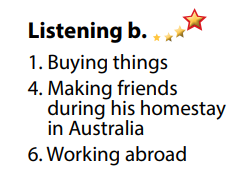 Listening b.
1. Buying things
4. Making friends
during his homestay
in Australia
6. Working abroad